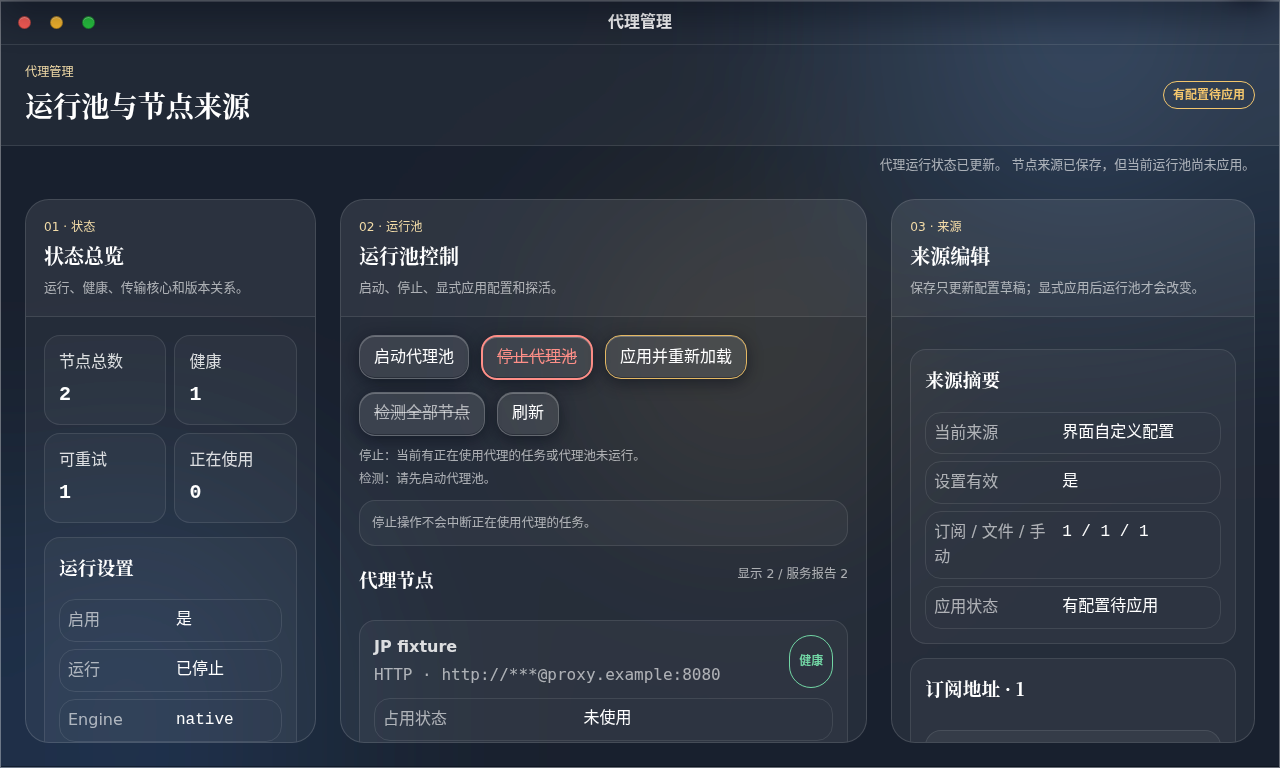 代理管理
代理管理
运行池与节点来源
有配置待应用
代理运行状态已更新。 节点来源已保存，但当前运行池尚未应用。
01 · 状态
状态总览
运行、健康、传输核心和版本关系。
节点总数
2
健康
1
可重试
1
正在使用
0
运行设置
启用
是
运行
已停止
Engine
native
02 · 运行池
运行池控制
启动、停止、显式应用配置和探活。
启动代理池
停止代理池
应用并重新加载
检测全部节点
刷新
停止：当前有正在使用代理的任务或代理池未运行。
检测：请先启动代理池。
停止操作不会中断正在使用代理的任务。
代理节点
显示 2 / 服务报告 2
JP fixture
HTTP · http://***@proxy.example:8080
健康
占用状态
未使用
03 · 来源
来源编辑
保存只更新配置草稿；显式应用后运行池才会改变。
来源摘要
当前来源
界面自定义配置
设置有效
是
订阅 / 文件 / 手
动
1 / 1 / 1
应用状态
有配置待应用
订阅地址 · 1